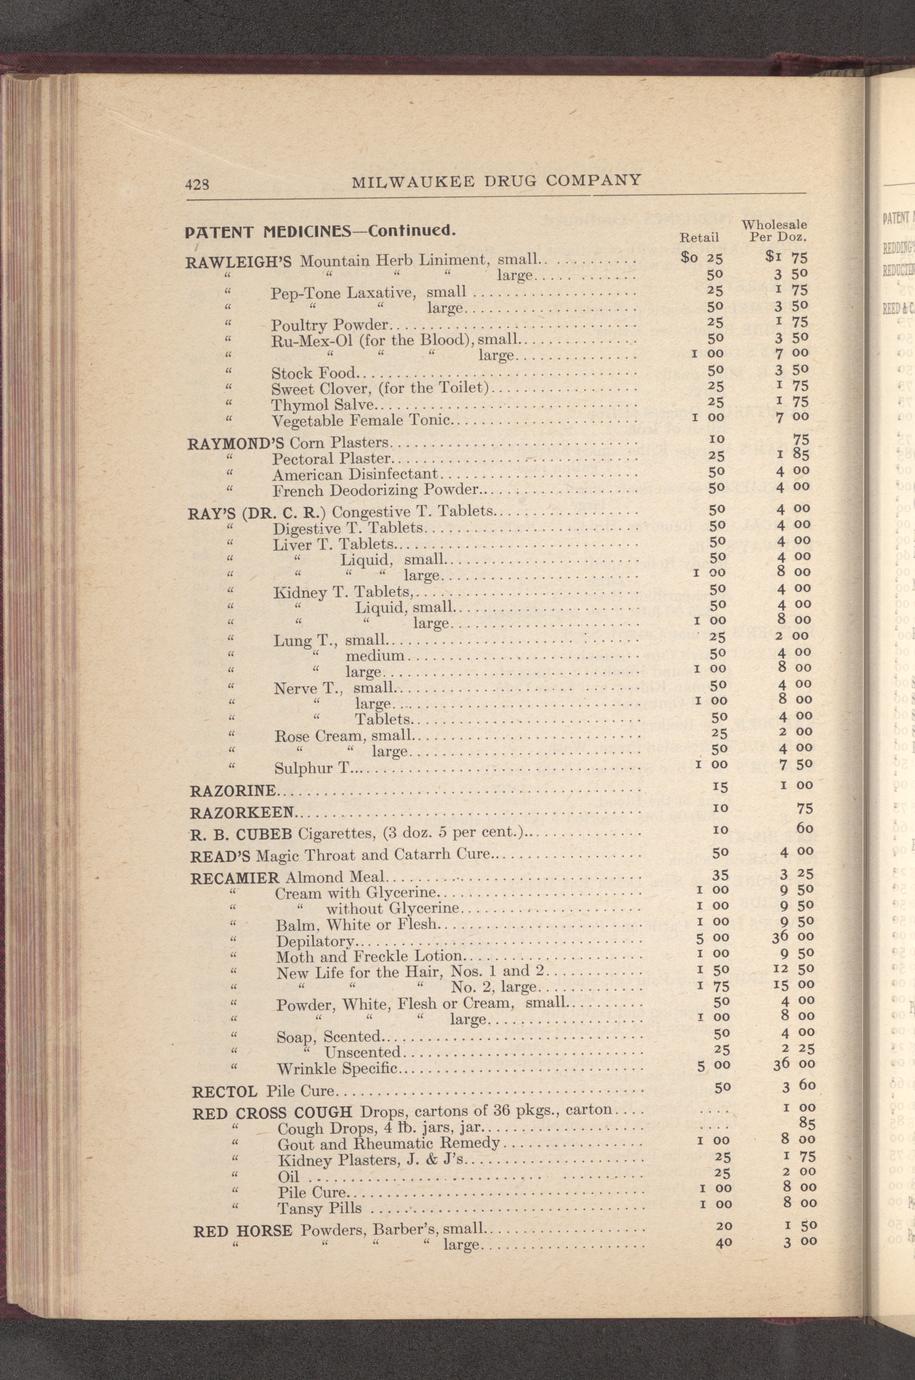 428 MILWAUKEE DRUG COMPANY
PATENT MEDICINES—Continued. Retail Wholesale Per Doz.
RAWLEIGH'S Mountain Herb Liniment, small.. $0 25 $1 75
“ “ “ “ large.. 50 3 50
“ Pep-Tone Laxative, small .. 25 1 75
“ “ “ large.. 50 3 50
“ Poultry Powder.. 25 1 75
“ Ru-Mex-Ol (for the Blood), small.. 50 3 50
“ “ “ “ large.. 1 00 7 00
“ Stock Food.. 50 3 50
“ Sweet Clover, (for the Toilet).. 25 1 75
“ Thymol Salve.. 25 1 75
“ Vegetable Female Tonic.. 1 00 7 00
RAYMOND'S Corn Plasters.. 10 75
“ Pectoral Plaster.. 25 1 85
“ American Disinfectant.. 50 4 00
“ French Deodorizing Powder.. 50 4 00
RAY'S (DR. C. R.) Congestive T. Tablets.. 50 4 00
“ Digestive T. Tablets.. 50 4 00
“ Liver T. Tablets.. 50 4 00
“ “ Liquid, small.. 50 4 00
“ “ “ “ large.. 1 00 8 00
“ Kidney T. Tablets,.. 50 4 00
“ “ Liquid, small.. 50 4 00
“ “ “ large.. 1 00 8 00
“ Lung T., small.. 25 2 00
“ “ medium.. 50 4 00
“ “ large.. 1 00 8 00
“ Nerve T., small.. 50 4 00
“ “ large.. 1 00 8 00
“ “ Tablets.. 50 4 00
“ Rose Cream, small.. 25 2 00
“ “ “ large.. 50 4 00
“ Sulphur T... 1 00 7 50
RAZORINE.. 15 1 00
RAZORKEEN.. 10 75
R. B. CUBEB Cigarettes, (3 doz. 5 per cent.).. 10 60
READ'S Magic Throat and Catarrh Cure.. 50 4 00
RECAMIER Almond Meal.. 35 3 25
“ Cream with Glycerine.. 1 00 9 50
“ “ without Glycerine.. 1 00 9 50
“ Balm, White or Flesh.. 1 00 9 50
“ Depilatory.. 5 00 36 00
“ Moth and Freckle Lotion.. 1 00 9 50
“ New Life for the Hair, Nos. 1 and 2.. 1 50 12 50
“ “ “ “ No. 2, large.. 1 75 15 00
“ Powder, White, Flesh or Cream, small.. 50 4 00
“ “ “ “ large.. 1 00 8 00
“ Soap, Scented.. 50 4 00
“ “ Unscented.. 25 2 25
“ Wrinkle Specific.. 5 00 36 00
RECTOL Pile Cure.. 50 3 60
RED CROSS COUGH Drops, cartons of 36 pkgs., carton.... .... 1 00
“ Cough Drops, 4 lb. jars, jar.. .... 85
“ Gout and Rheumatic Remedy.. 1 00 8 00
“ Kidney Plasters, J. & J's.. 25 1 75
“ Oil .. 25 2 00
“ Pile Cure.. 1 00 8 00
“ Tansy Pills .. 1 00 8 00
RED HORSE Powders, Barber's, small.. 20 1 50
“ “ “ “ large.. 40 3 00
PATENT
REDDING'S
REED & C